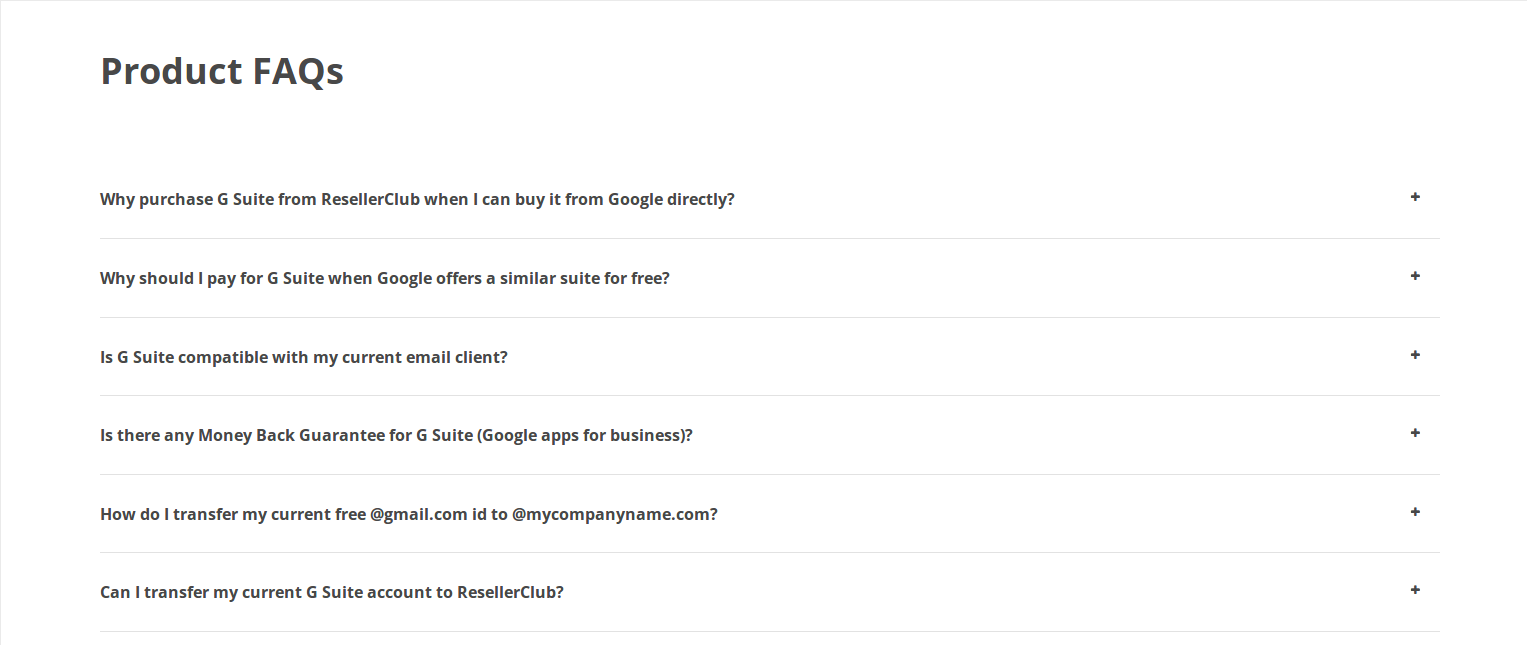 Product FAQs
Why purchase G Suite from ResellerClub when I can buy it from Google directly?
Why should I pay for G Suite when Google offers a similar suite for free?
Is G Suite compatible with my current email client?
Is there any Money Back Guarantee for G Suite (Google apps for business)?
How do I transfer my current free @gmail.com id to @mycompanyname.com?
Can I transfer my current G Suite account to ResellerClub?